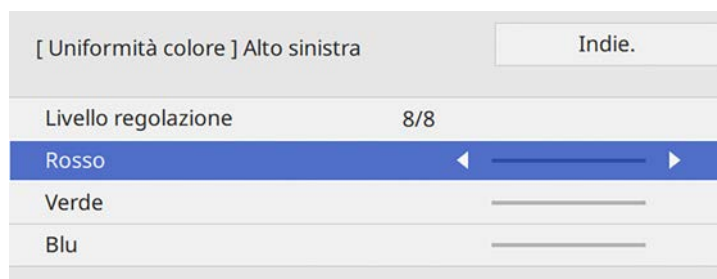 [ Uniformità colore ] Alto sinistra
Indie.
Livello regolazione 8/8
Rosso
Verde
Blu